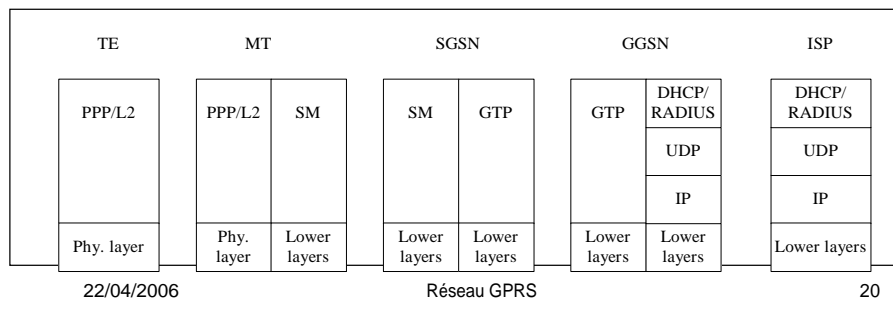 TE MT SGSN GGSN ISP
PPP/L2
Phy. layer
PPP/L2 SM
Phy.
layer
Lower
layers
SM GTP
Lower
layers
Lower
layers
GTP
DHCP/
RADIUS
UDP
IP
Lower
layers
Lower
layers
DHCP/
RADIUS
UDP
IP
Lower layers
22/04/2006 Réseau GPRS 20